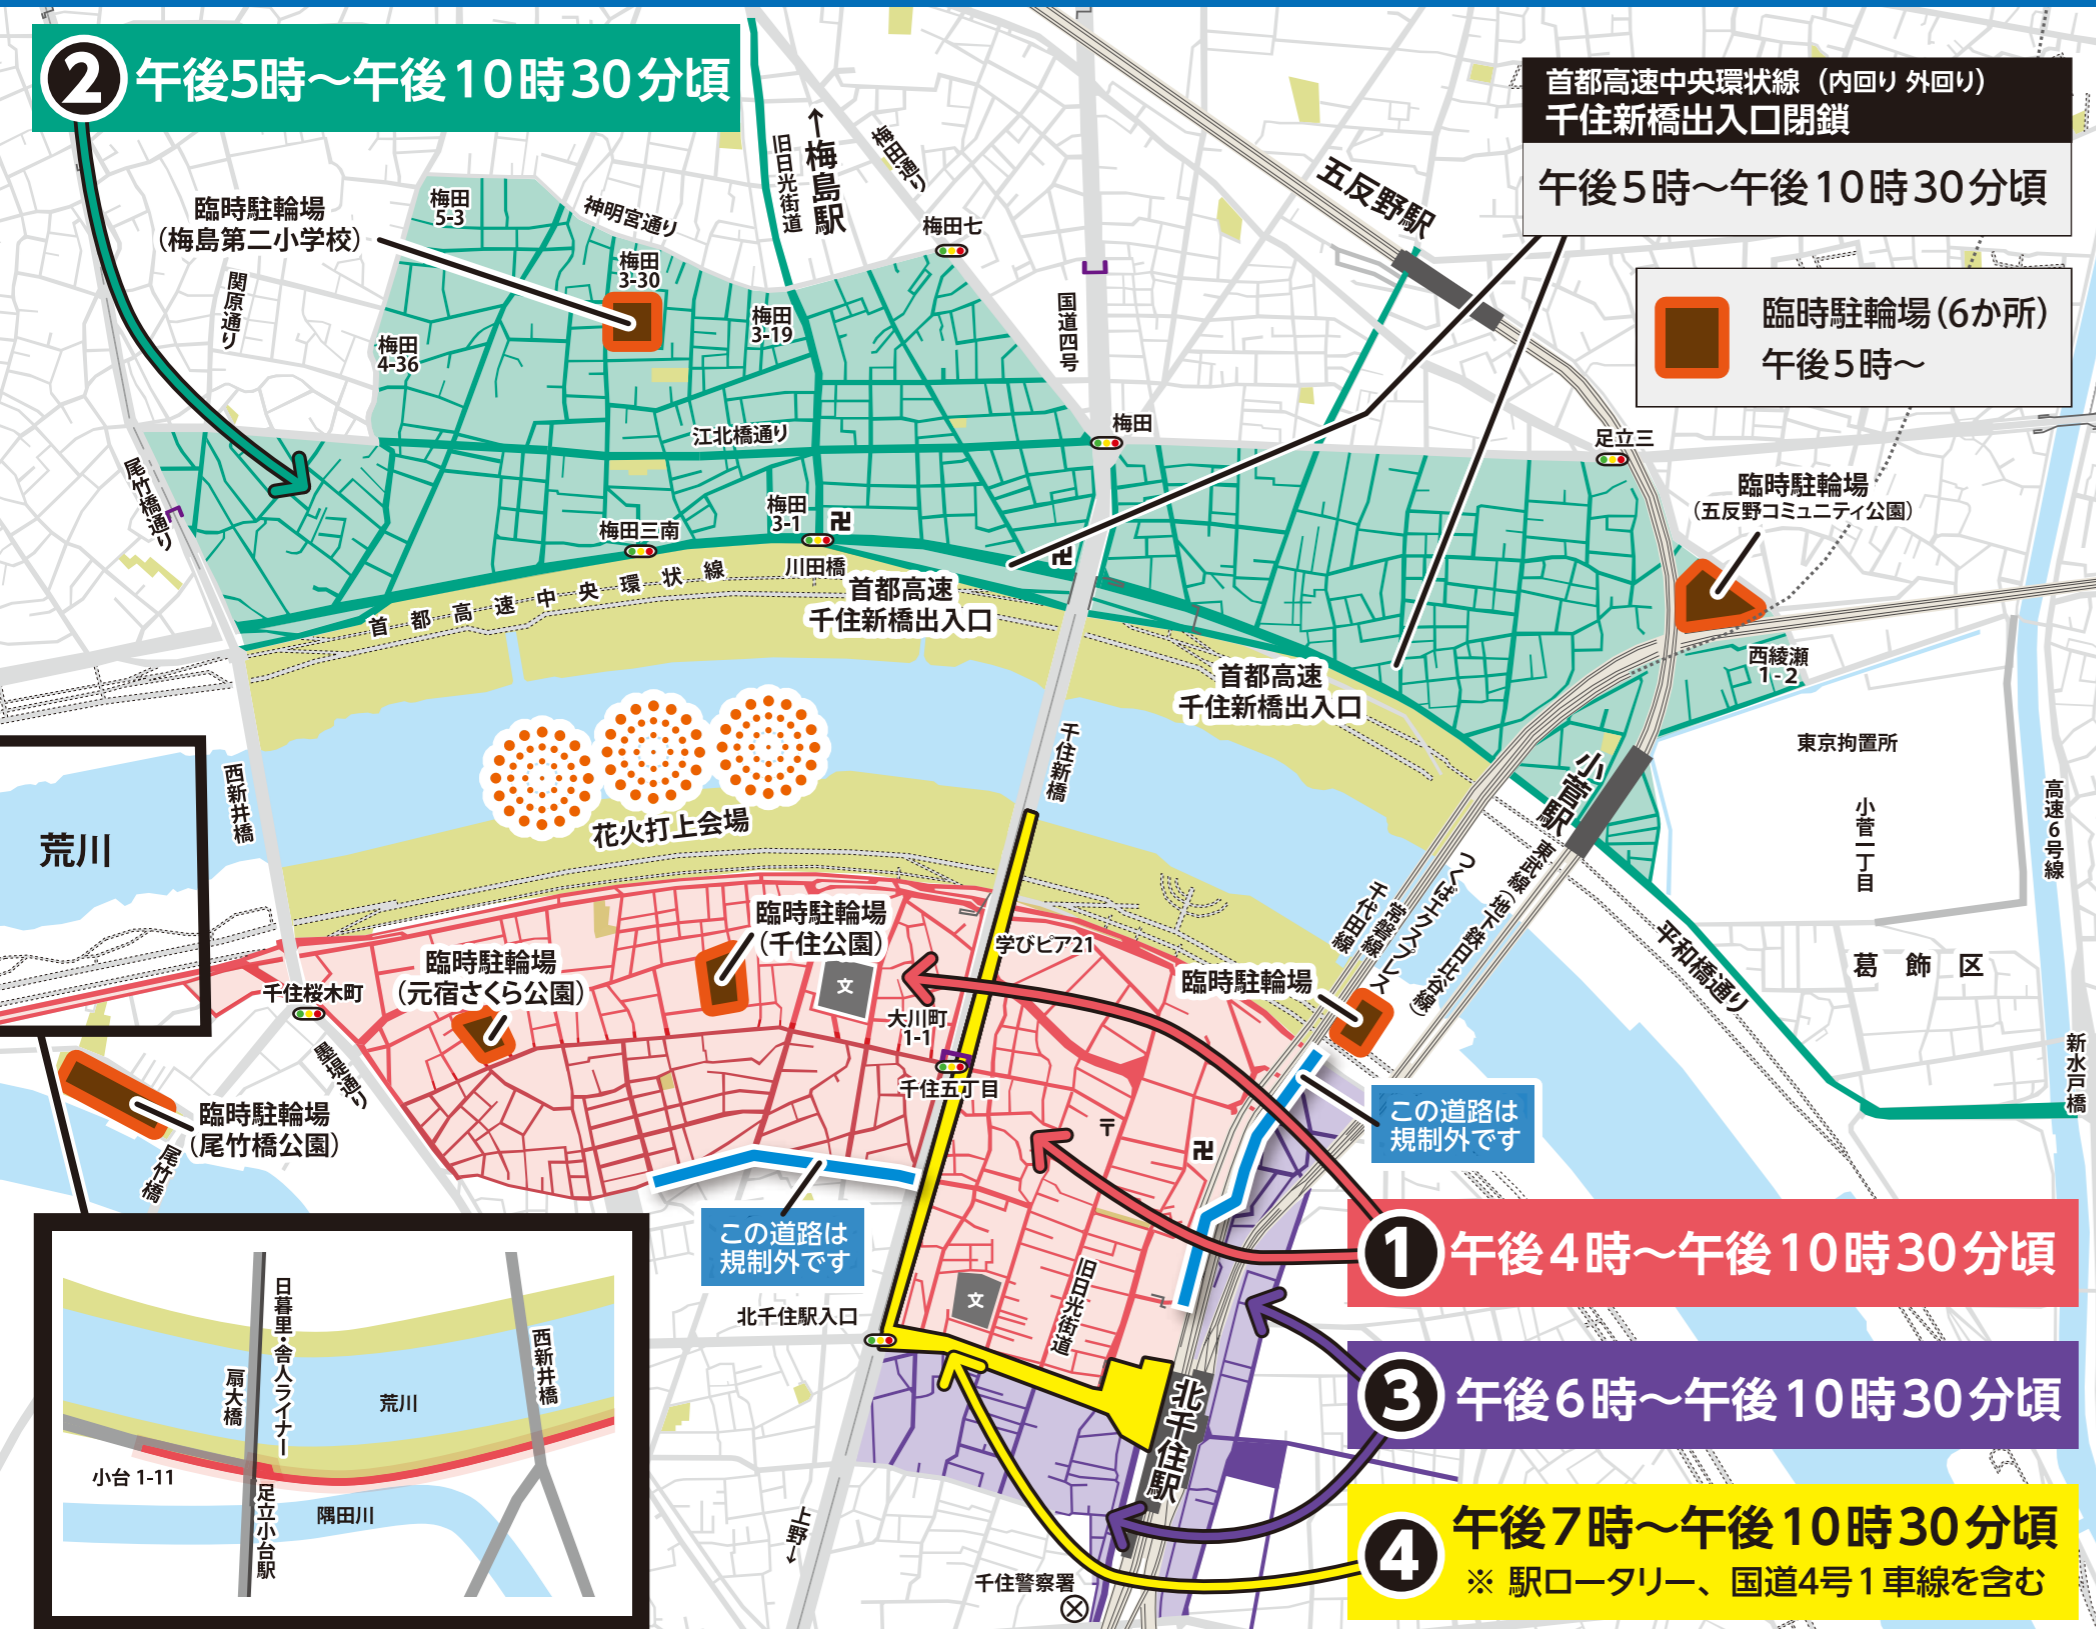 2 午後5時～午後10時30分頃
首都高速中央環状線（内回り 外回り）
千住新橋出入口閉鎖
午後5時～午後10時30分頃
臨時駐輪場（6か所）
午後5時～
↑梅島駅
旧日光街道
梅田通り
五反野駅
梅田
5-3
神明宮通り
臨時駐輪場
（梅島第二小学校）
梅田七
梅田
3-30
関原通り
梅田
3-19
国道四号
梅田
4-36
江北橋通り
梅田
足立三
尾竹橋通り
臨時駐輪場
（五反野コミュニティ公園）
梅田
3-1
卍
梅田三南
川田橋
卍
首都高速中央環状線
首都高速
千住新橋出入口
首都高速
千住新橋出入口
西綾瀬
1-2
千住新橋
東京拘置所
小菅駅
西新井橋
高速6号線
小菅一丁目
荒川
花火打上会場
東武線（地下鉄日比谷線）
つくばエクスプレス
常磐線
千代田線
臨時駐輪場
（千住公園）
学びピア21
平和橋通り
葛飾区
臨時駐輪場
（元宿さくら公園）
文
臨時駐輪場
千住桜木町
大川町
1-1
墨堤通り
千住五丁目
新水戸橋
臨時駐輪場
（尾竹橋公園）
尾竹橋
〒
卍
この道路は
規制外です
この道路は
規制外です
1 午後4時～午後10時30分頃
旧日光街道
文
北千住駅入口
3 午後6時～午後10時30分頃
北千住駅
4 午後7時～午後10時30分頃
※ 駅ロータリー、国道4号1車線を含む
上野↓
千住警察署
日暮里・舎人ライナー
扇大橋
西新井橋
荒川
小台 1-11
足立小台駅
隅田川